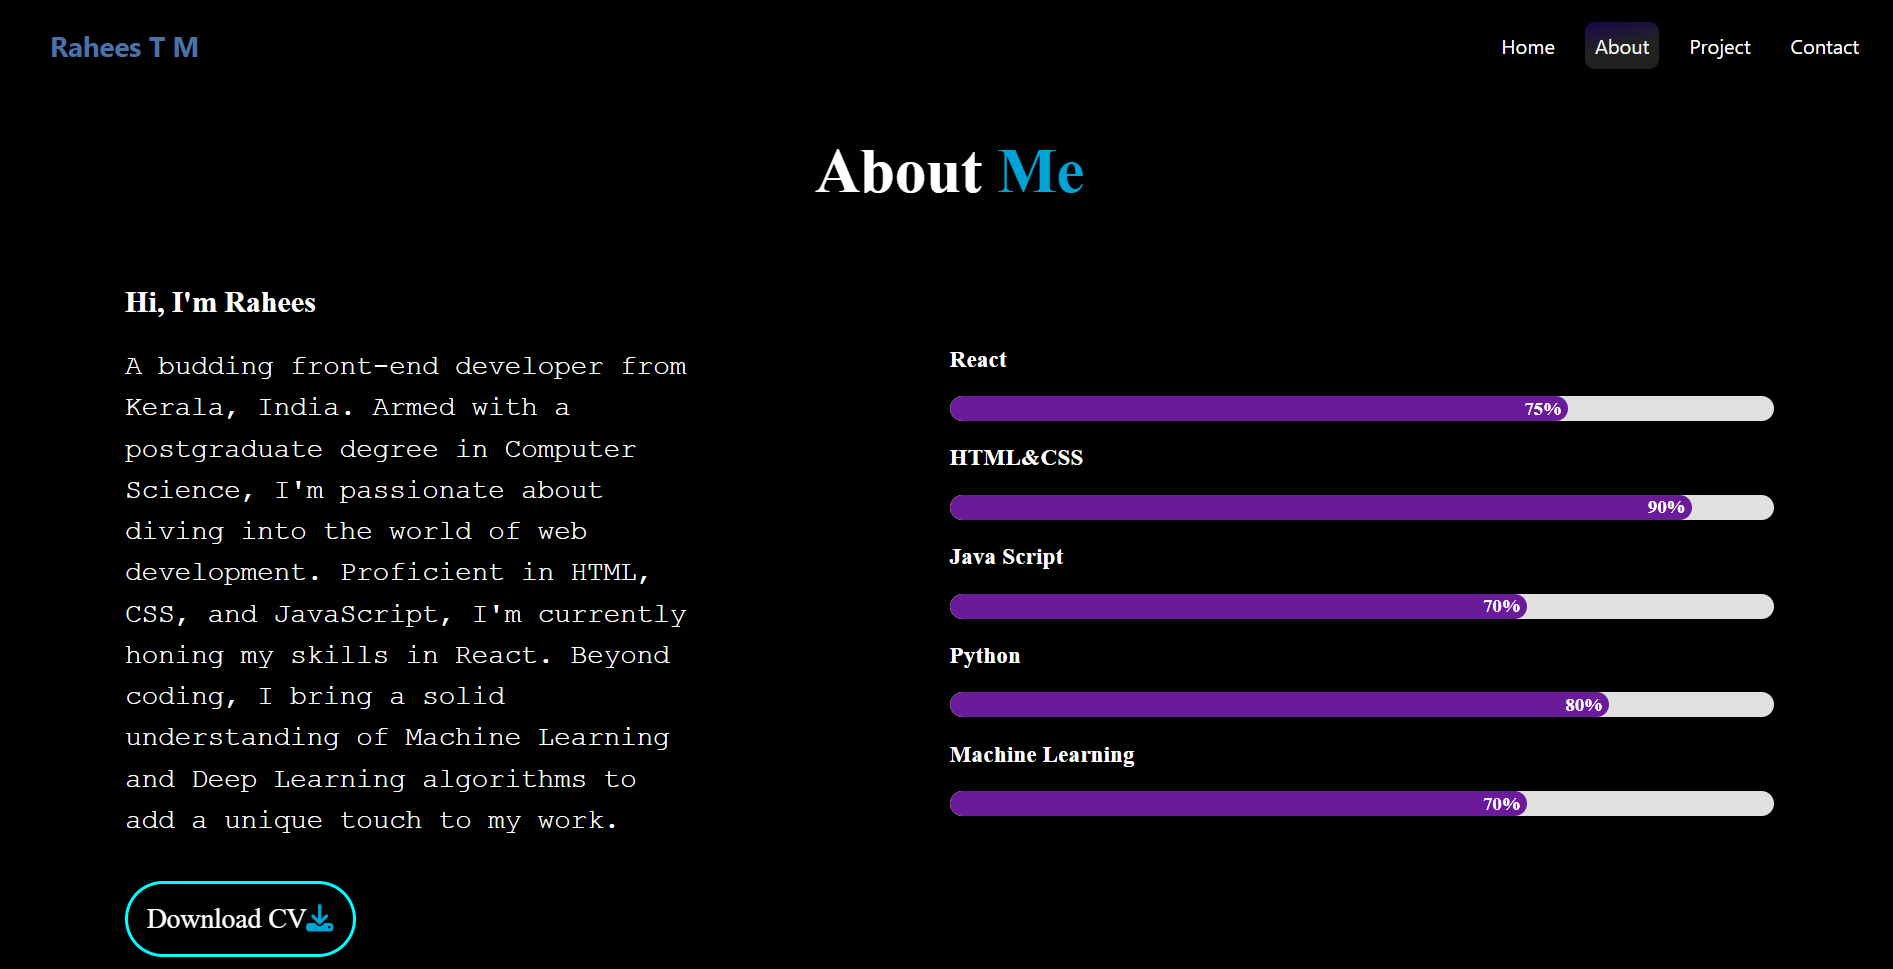 Rahees T M
Home
About
Project
Contact
About Me
Hi, I'm Rahees
A budding front-end developer from
Kerala, India. Armed with a
postgraduate degree in Computer
Science, I'm passionate about
diving into the world of web
development. Proficient in HTML,
CSS, and JavaScript, I'm currently
honing my skills in React. Beyond
coding, I bring a solid
understanding of Machine Learning
and Deep Learning algorithms to
add a unique touch to my work.
Download CV
React
75%
HTML&CSS
90%
Java Script
70%
Python
80%
Machine Learning
70%